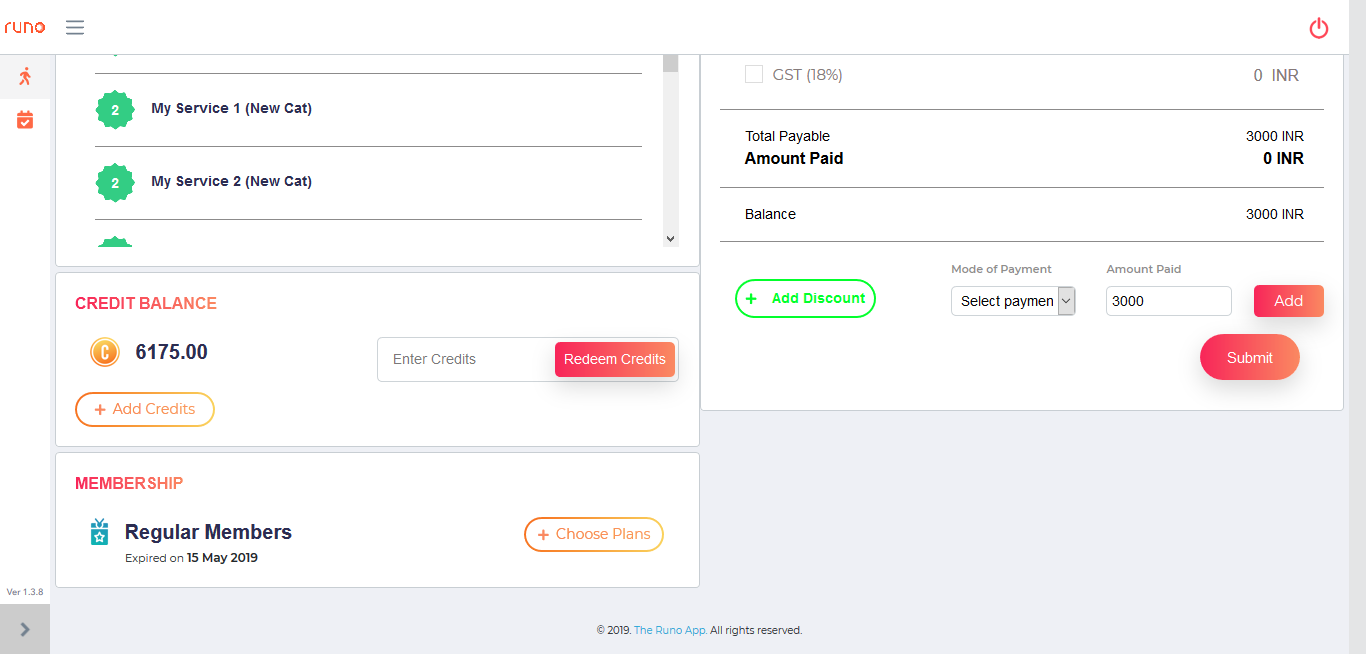 runo
2
My Service 1 (New Cat)
2
My Service 2 (New Cat)
CREDIT BALANCE
C
6175.00
Enter Credits
Redeem Credits
+ Add Credits
MEMBERSHIP
Regular Members
Expired on 15 May 2019
+ Choose Plans
GST (18%)
0 INR
Total Payable
3000 INR
Amount Paid
0 INR
Balance
3000 INR
+ Add Discount
Mode of Payment
Select paymen
Amount Paid
3000
Add
Submit
Ver 1.3.8
© 2019. The Runo App. All rights reserved.